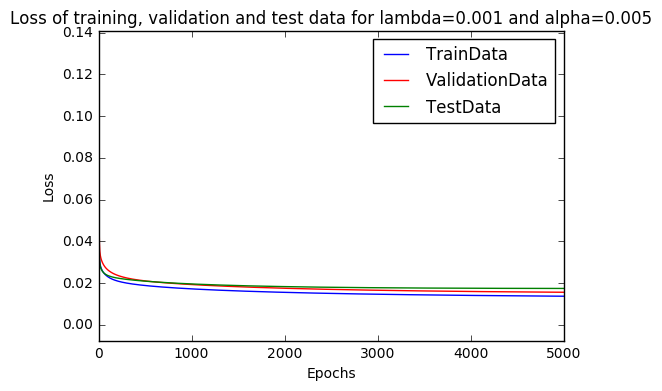 Loss of training, validation and test data for lambda=0.001 and alpha=0.005
0.14
0.12
0.10
0.08
0.06
0.04
0.02
0.00
Loss
TrainData
ValidationData
TestData
0
1000
2000
3000
4000
5000
Epochs